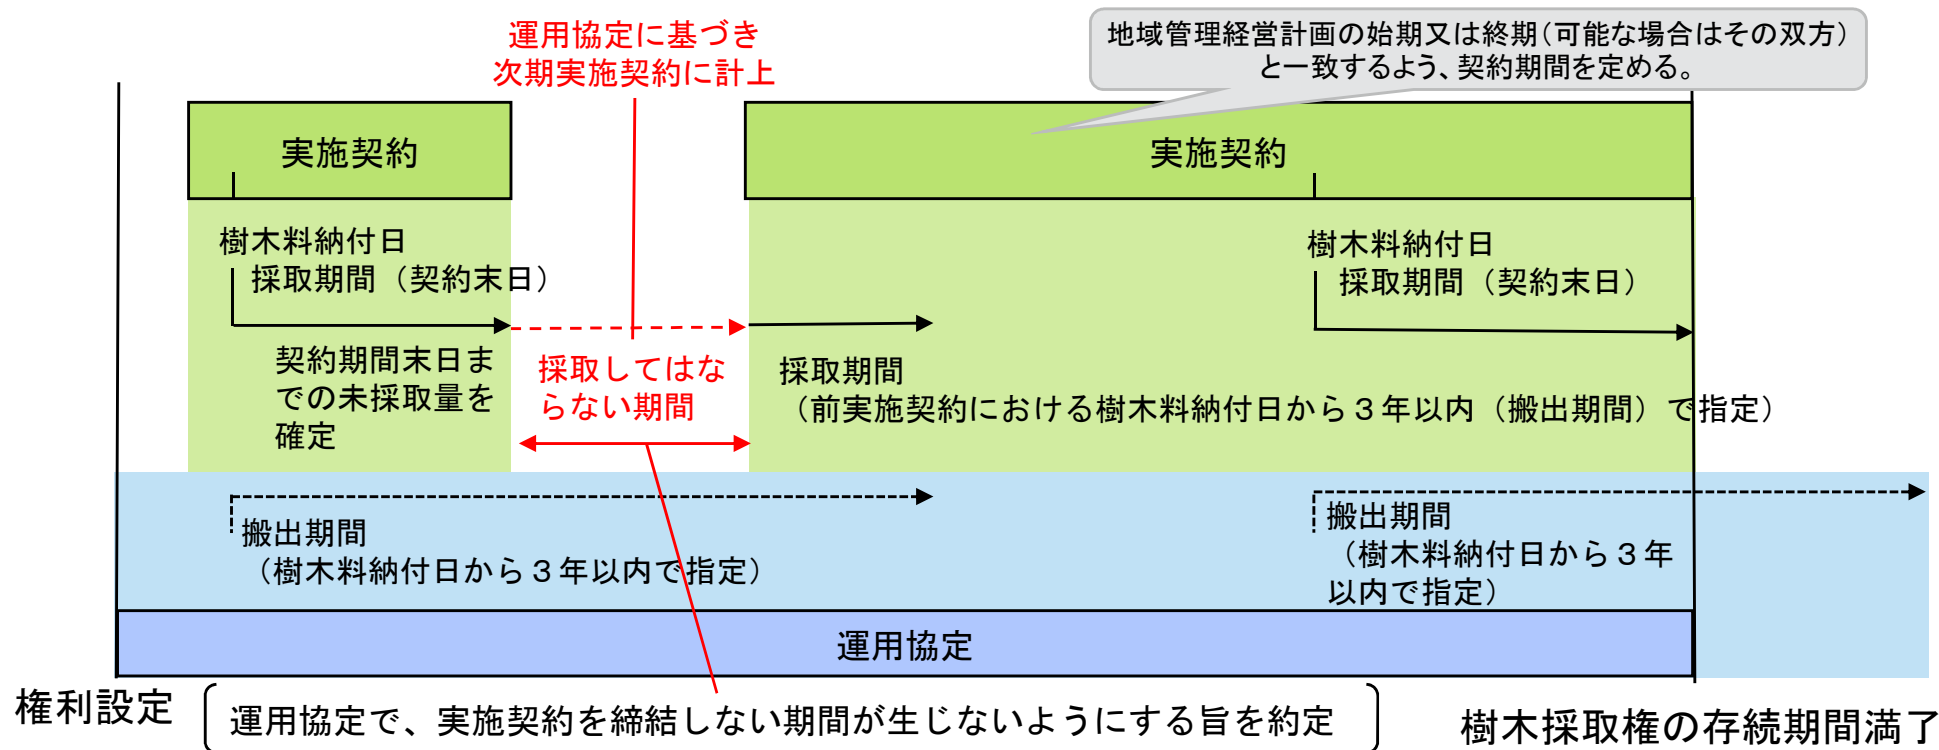 運用協定に基づき
次期実施契約に計上
地域管理経営計画の始期又は終期（可能な場合はその双方）
と一致するよう、契約期間を定める。
実施契約
実施契約
樹木料納付日
採取期間（契約末日）
樹木料納付日
採取期間（契約末日）
契約期間末日ま
での未採取量を
確定
採取してはな
らない期間
採取期間
（前実施契約における樹木料納付日から３年以内（搬出期間）で指定）
搬出期間
（樹木料納付日から３年以内で指定）
搬出期間
（樹木料納付日から３年
以内で指定）
運用協定
権利設定
運用協定で、実施契約を締結しない期間が生じないようにする旨を約定
樹木採取権の存続期間満了